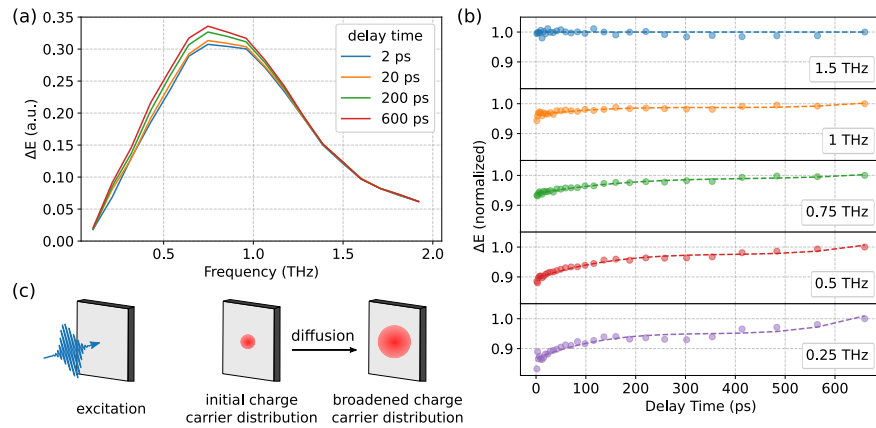 (a)
0.35
0.30
0.25
0.20
0.15
0.10
0.05
0.00
ΔE (a.u.)
delay time
2 ps
20 ps
200 ps
600 ps
0.5
1.0
1.5
2.0
Frequency (THz)
(b)
1.0
0.9
1.5 THz
1.0
0.9
1 THz
1.0
0.9
0.75 THz
1.0
0.9
0.5 THz
1.0
0.9
0.25 THz
ΔE (normalized)
0
100
200
300
400
500
600
Delay Time (ps)
(c)
excitation
initial charge
carrier distribution
diffusion
broadened charge
carrier distribution